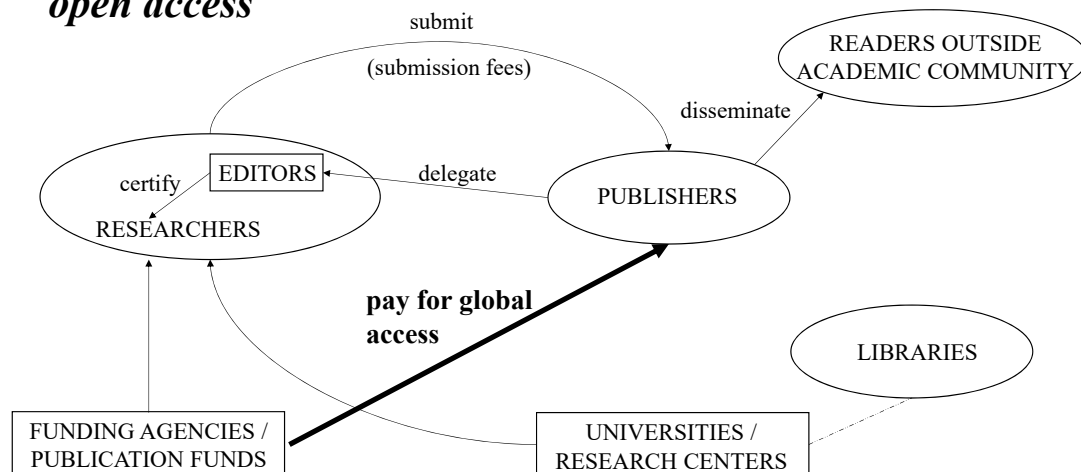 open access
submit
(submission fees)
READERS OUTSIDE
ACADEMIC COMMUNITY
disseminate
EDITORS
certify
delegate
PUBLISHERS
RESEARCHERS
pay for global
access
LIBRARIES
FUNDING AGENCIES /
PUBLICATION FUNDS
UNIVERSITIES /
RESEARCH CENTERS